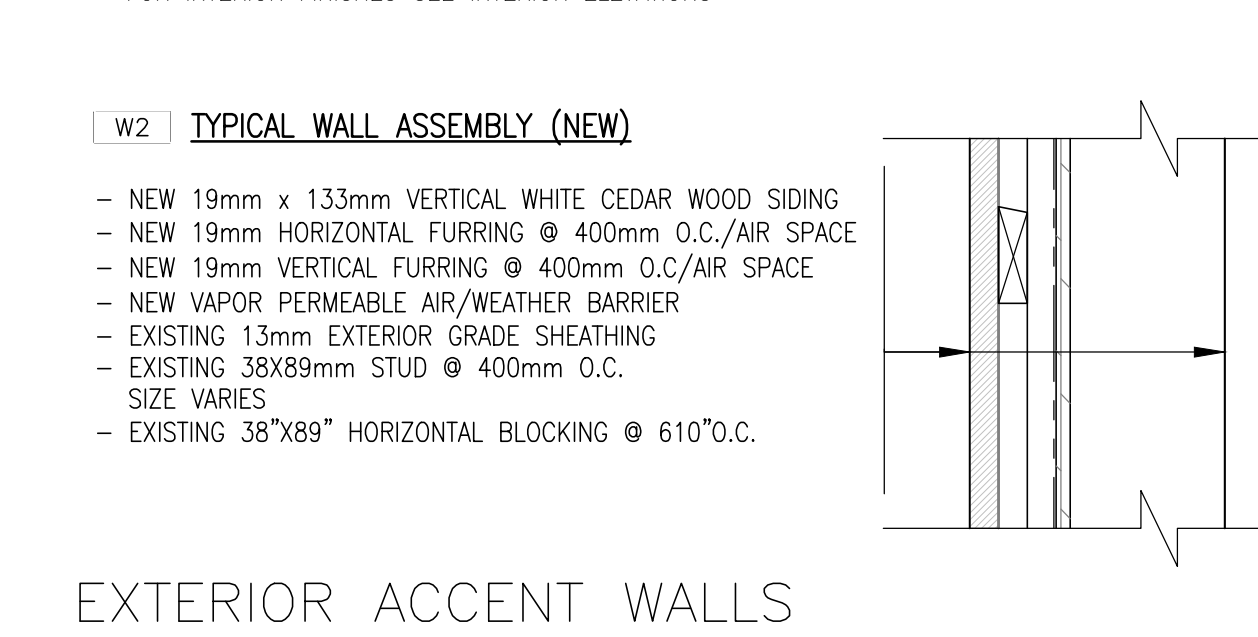 W2 TYPICAL WALL ASSEMBLY (NEW)
– NEW 19mm x 133mm VERTICAL WHITE CEDAR WOOD SIDING
– NEW 19mm HORIZONTAL FURRING @ 400mm O.C./AIR SPACE
– NEW 19mm VERTICAL FURRING @ 400mm O.C/AIR SPACE
– NEW VAPOR PERMEABLE AIR/WEATHER BARRIER
– EXISTING 13mm EXTERIOR GRADE SHEATHING
– EXISTING 38X89mm STUD @ 400mm O.C.
SIZE VARIES
– EXISTING 38”X89” HORIZONTAL BLOCKING @ 610”O.C.
EXTERIOR ACCENT WALLS